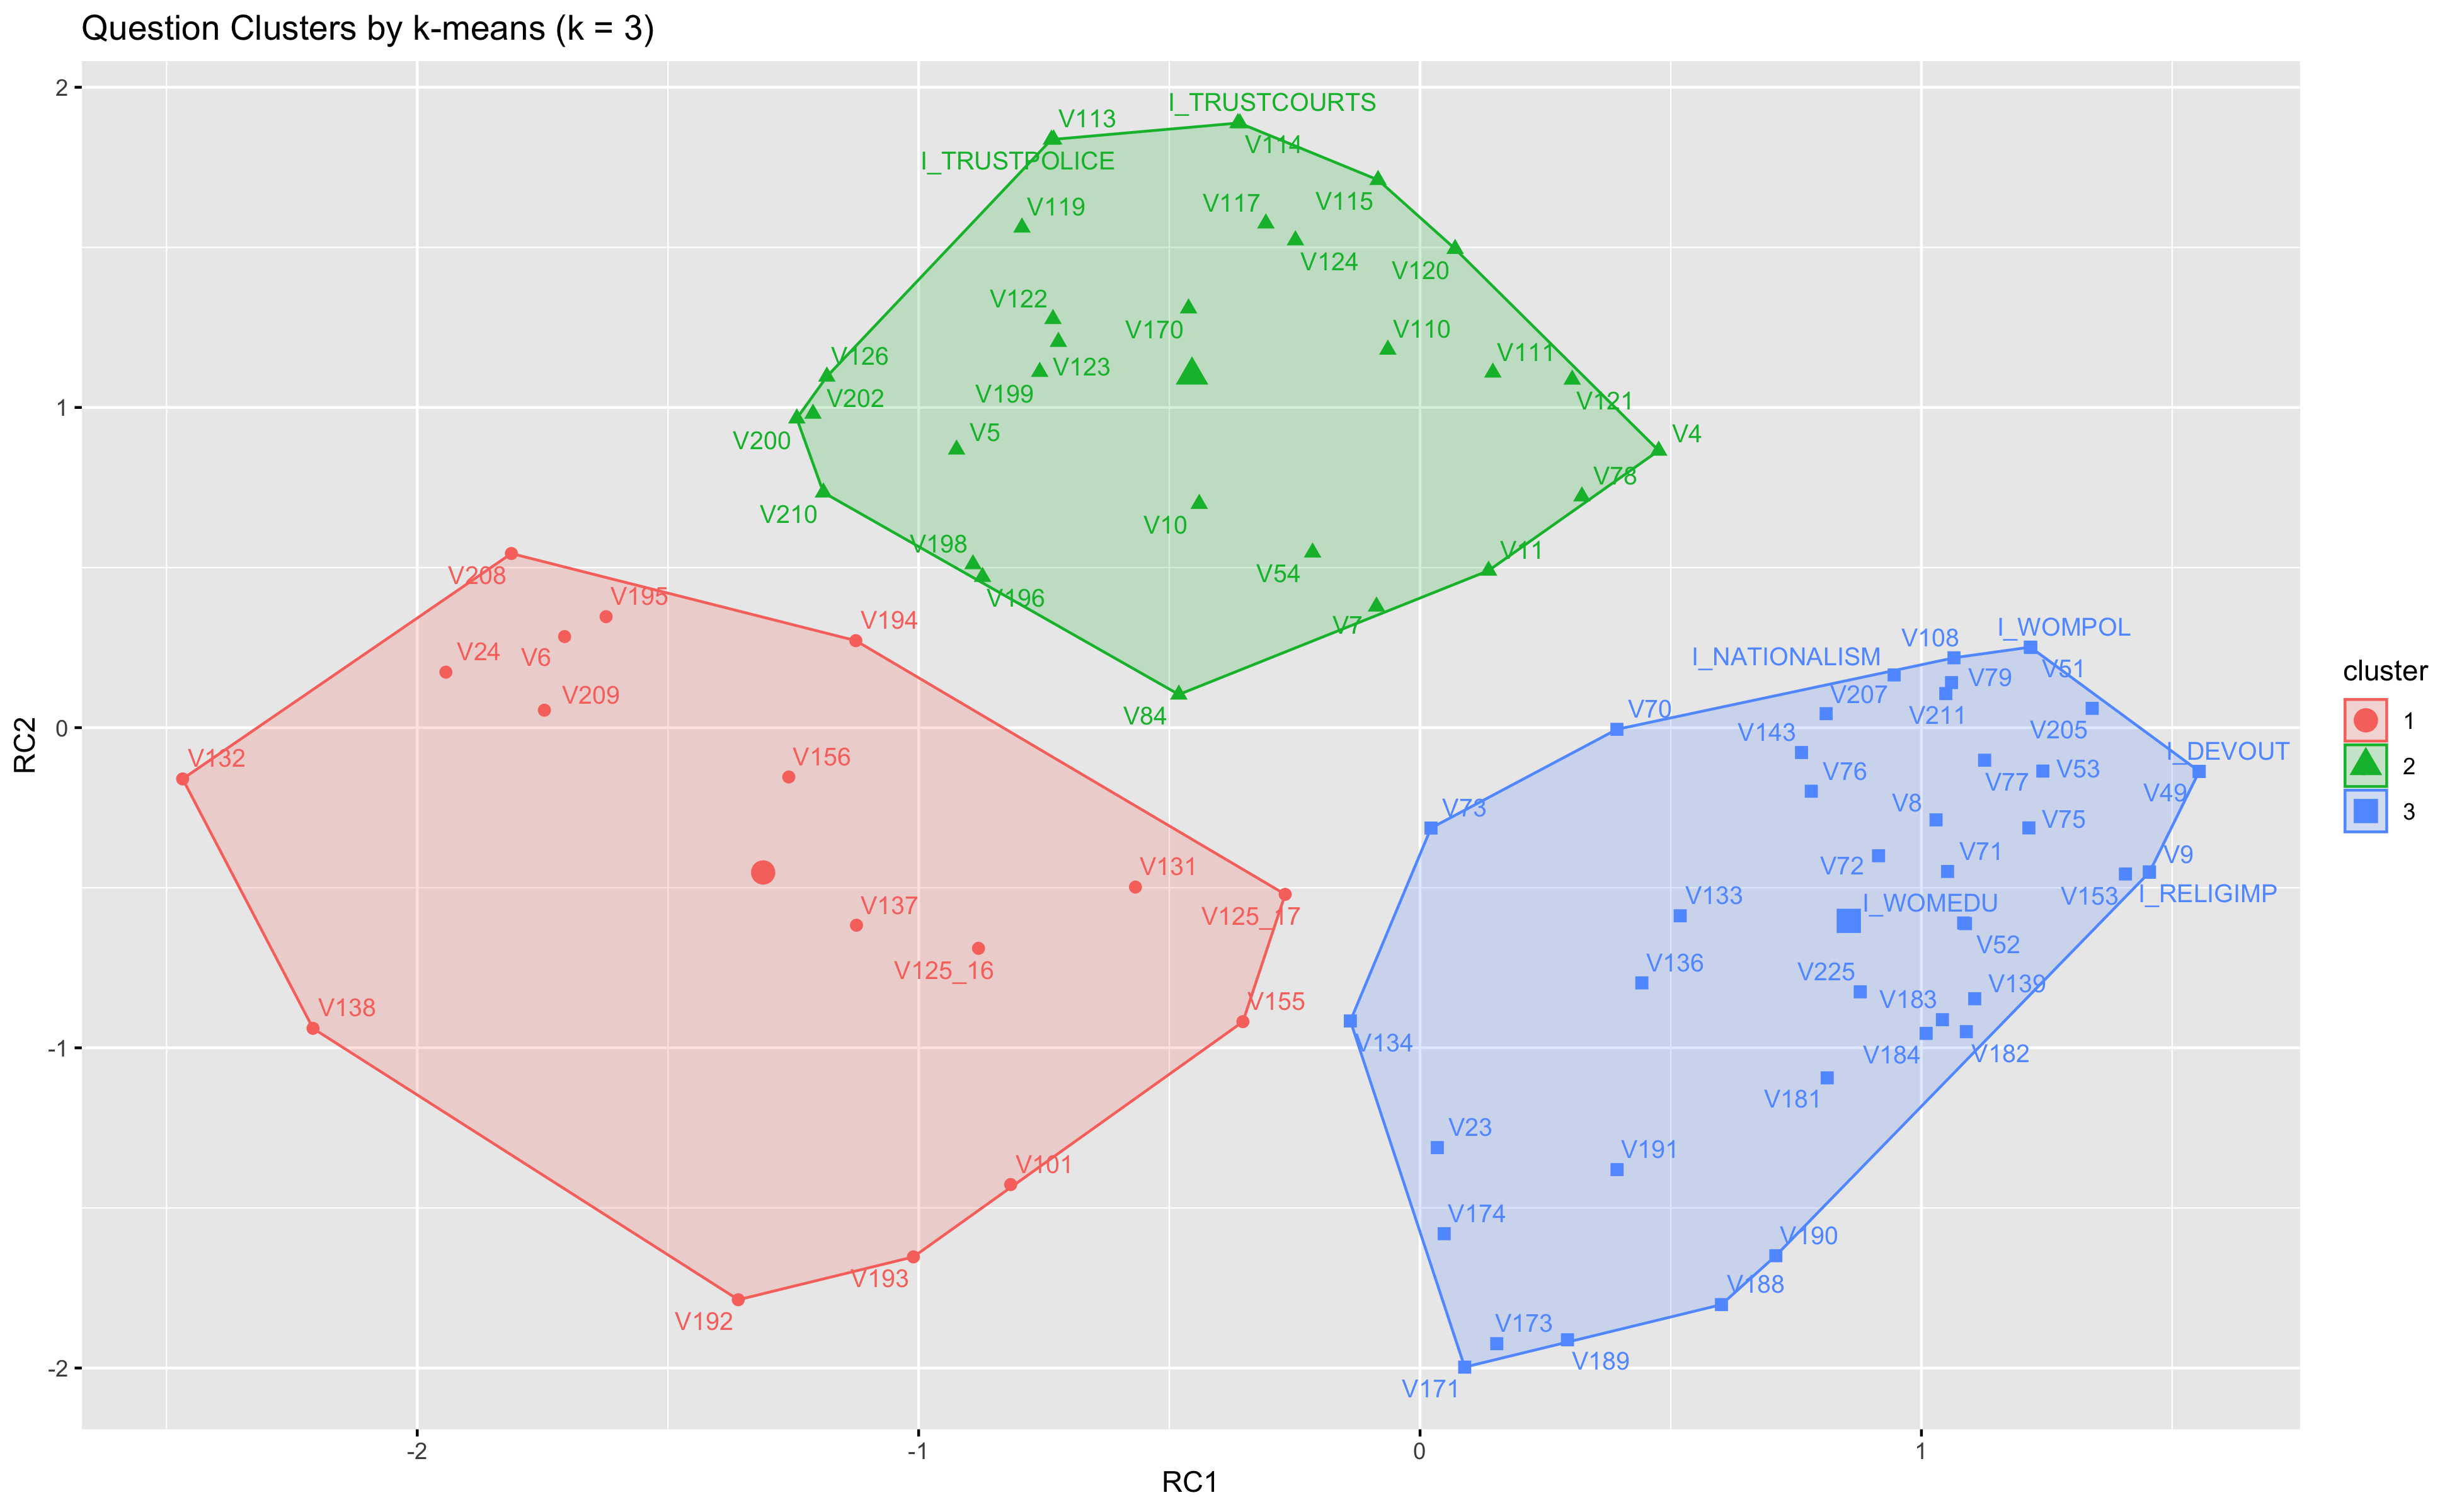 Question Clusters by k-means (k = 3)
2
I_TRUSTCOURTS
V113
V114
I_TRUSTPOLICE
V117
V115
V119
V124
V120
V122
V170
V110
V111
V126
V123
V199
V202
V121
1
V200
V5
V4
V78
V210
V10
V198
V11
V54
V208
V195
V196
V194
V7
I_WOMPOL
V108
V24
V6
I_NATIONALISM
V51
V79
V209
V207
V70
V84
V211
0
V143
V205
V132
V156
I_DEVOUT
V76
V53
V77
V49
V8
V73
V75
RC2
cluster
1
2
3
V131
V72
V71
V9
V137
V133
V153
I_RELIGIMP
I_WOMEDU
V125_17
V52
V125_16
V136
V225
V139
V138
V155
V183
-1
V134
V184
V182
V181
V23
V101
V191
V174
V190
V193
V188
V192
V173
-2
V189
V171
-2
-1
0
1
RC1